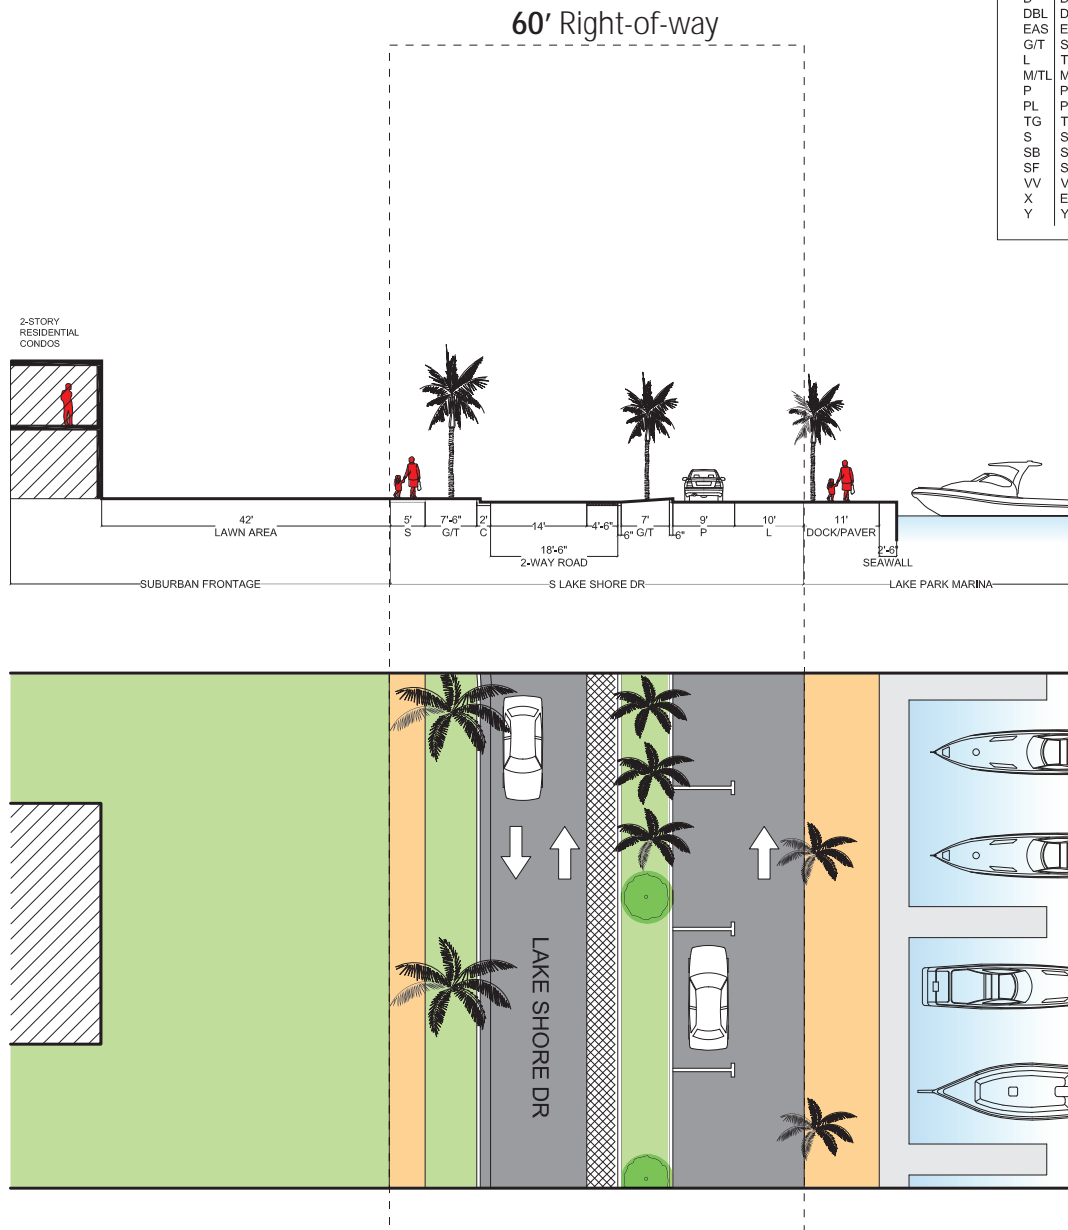 60' Right-of-way
DBL D
EAS E
G/T S
L T
M/TL M
P P
PL P
TG T
S S
SB S
SF S
VV V
X E
Y Y
2-STORY
RESIDENTIAL
CONDOS
42'
LAWN AREA
5'
S
7'-6"
G/T
2'
C
14'
4'-6"
6"
7'
G/T
6"
9'
P
10'
L
11'
DOCK/PAVER
18'-6"
2-WAY ROAD
2'-6"
SEAWALL
SUBURBAN FRONTAGE
S LAKE SHORE DR
LAKE PARK MARINA
LAKE SHORE DR